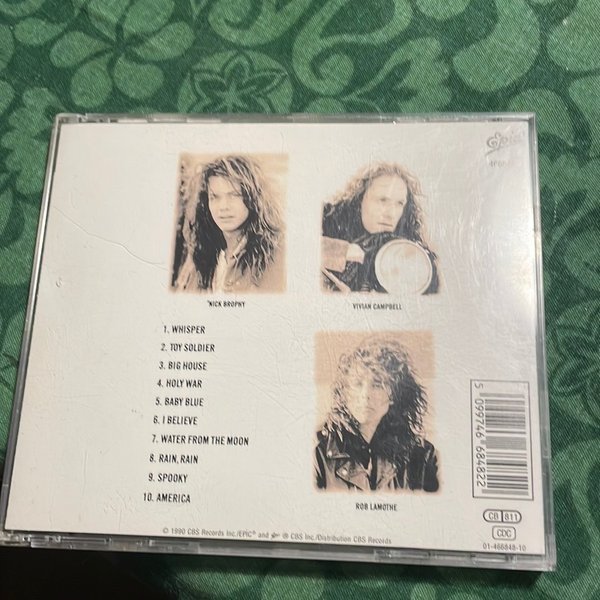 Epic
'NICK BROPHY
VIVIAN CAMPBELL
1. WHISPER
2. TOY SOLDIER
3. BIG HOUSE
4. HOLY WAR
5. BABY BLUE
6. I BELIEVE
7. WATER FROM THE MOON
8. RAIN, RAIN
9. SPOOKY
10. AMERICA
ROB LAMOTHE
5 099746 684822
CB 811
CDC
01-466848-10
© 1990 CBS Records Inc./EPIC® and ℗ CBS Inc./Distribution CBS Records